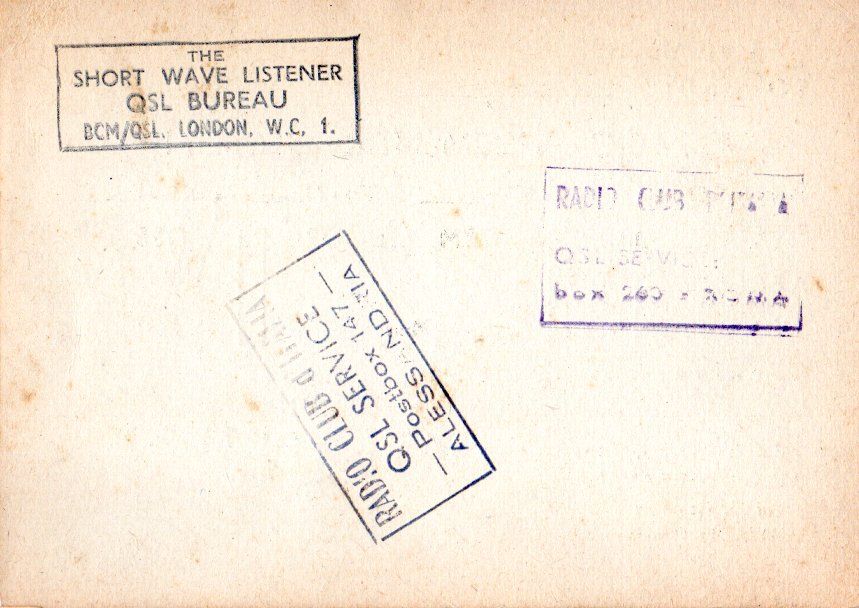 THE
SHORT WAVE LISTENER
QSL BUREAU
BCM/QSL, LONDON, W.C, 1.
RADIO CLUB
QSL SERVICE
box 260 - ROMA
RADIO CLUB d'ITALIA
QSL SERVICE
— Postbox 147 —
ALESSANDRIA